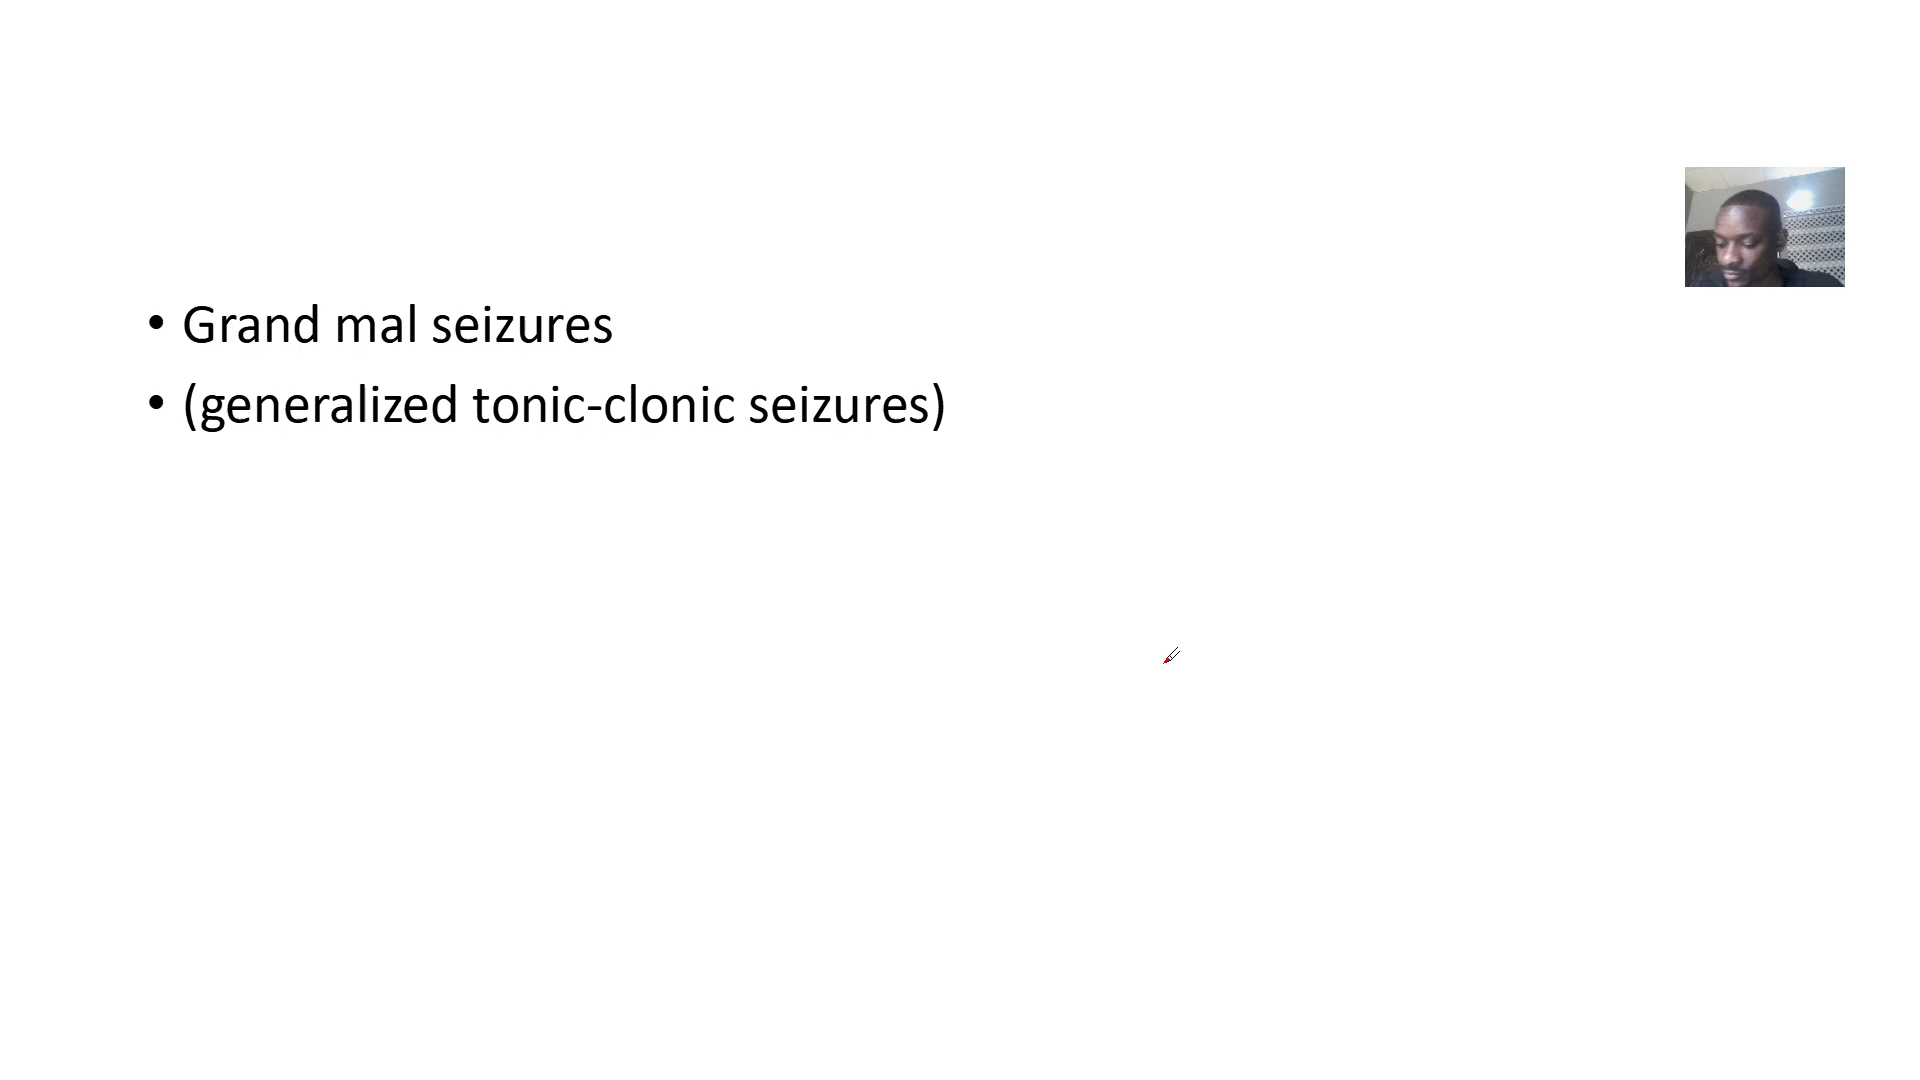 • Grand mal seizures
• (generalized tonic-clonic seizures)